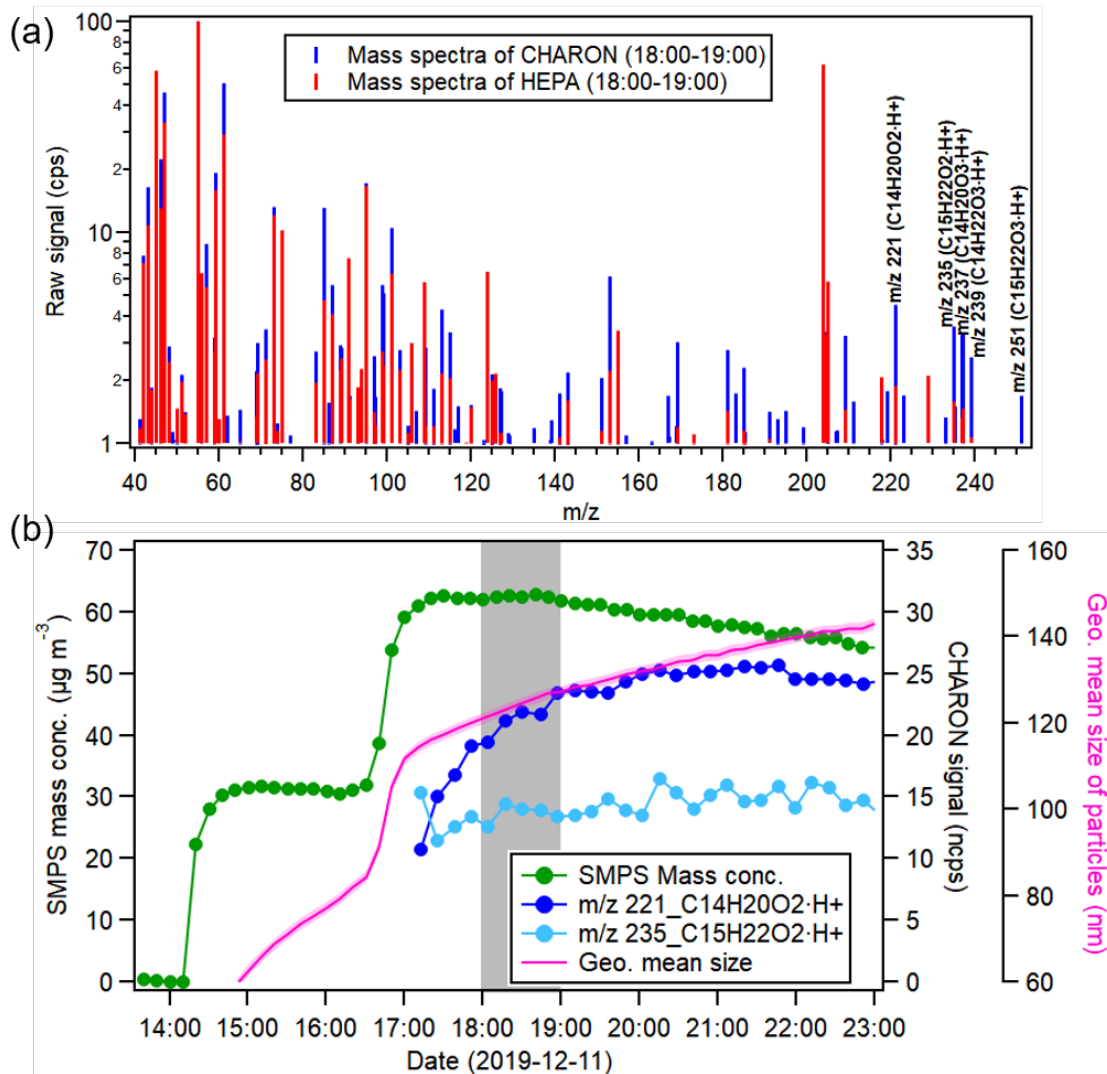 (a)
100
8
6
4
2
10
8
6
4
2
1
Raw signal (cps)
Mass spectra of CHARON (18:00-19:00)
Mass spectra of HEPA (18:00-19:00)
m/z 221 (C14H20O2·H+)
m/z 235 (C15H22O2·H+)
m/z 237 (C14H20O3·H+)
m/z 239 (C14H22O3·H+)
m/z 251 (C15H22O3·H+)
40 60 80 100 120 140 160 180 200 220 240
m/z
(b)
70
60
50
40
30
20
10
0
SMPS mass conc. (µg m⁻³)
35
30
25
20
15
10
5
0
CHARON signal (ncps)
160
140
120
100
80
60
Geo. mean size of particles (nm)
SMPS Mass conc.
m/z 221_C14H20O2·H+
m/z 235_C15H22O2·H+
Geo. mean size
14:00 15:00 16:00 17:00 18:00 19:00 20:00 21:00 22:00 23:00
Date (2019-12-11)